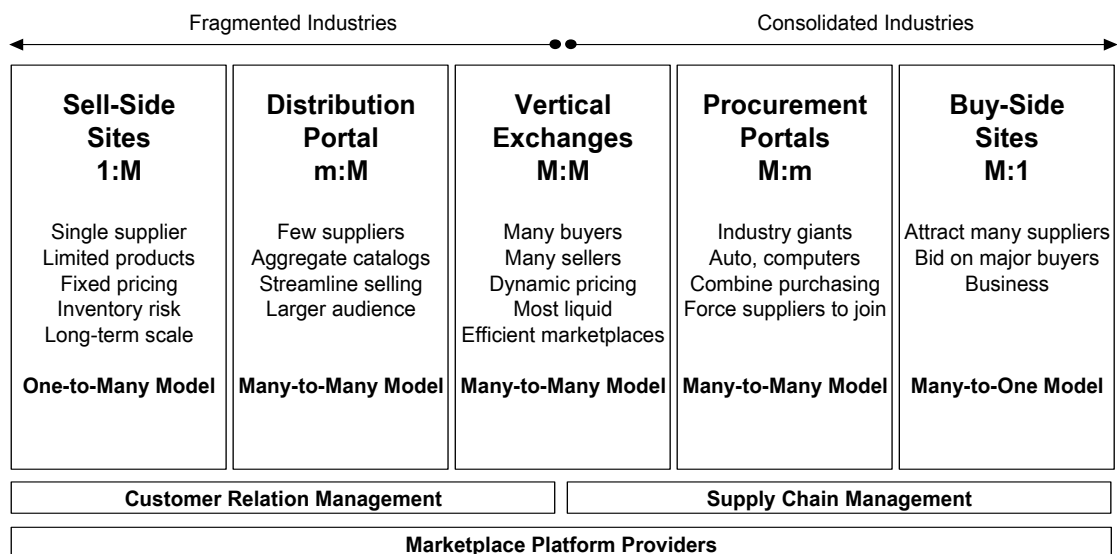 Fragmented Industries
Consolidated Industries
Sell-Side
Sites
1:M
Single supplier
Limited products
Fixed pricing
Inventory risk
Long-term scale
One-to-Many Model
Distribution
Portal
m:M
Few suppliers
Aggregate catalogs
Streamline selling
Larger audience
Many-to-Many Model
Vertical
Exchanges
M:M
Many buyers
Many sellers
Dynamic pricing
Most liquid
Efficient marketplaces
Many-to-Many Model
Procurement
Portals
M:m
Industry giants
Auto, computers
Combine purchasing
Force suppliers to join
Many-to-Many Model
Buy-Side
Sites
M:1
Attract many suppliers
Bid on major buyers
Business
Many-to-One Model
Customer Relation Management
Supply Chain Management
Marketplace Platform Providers